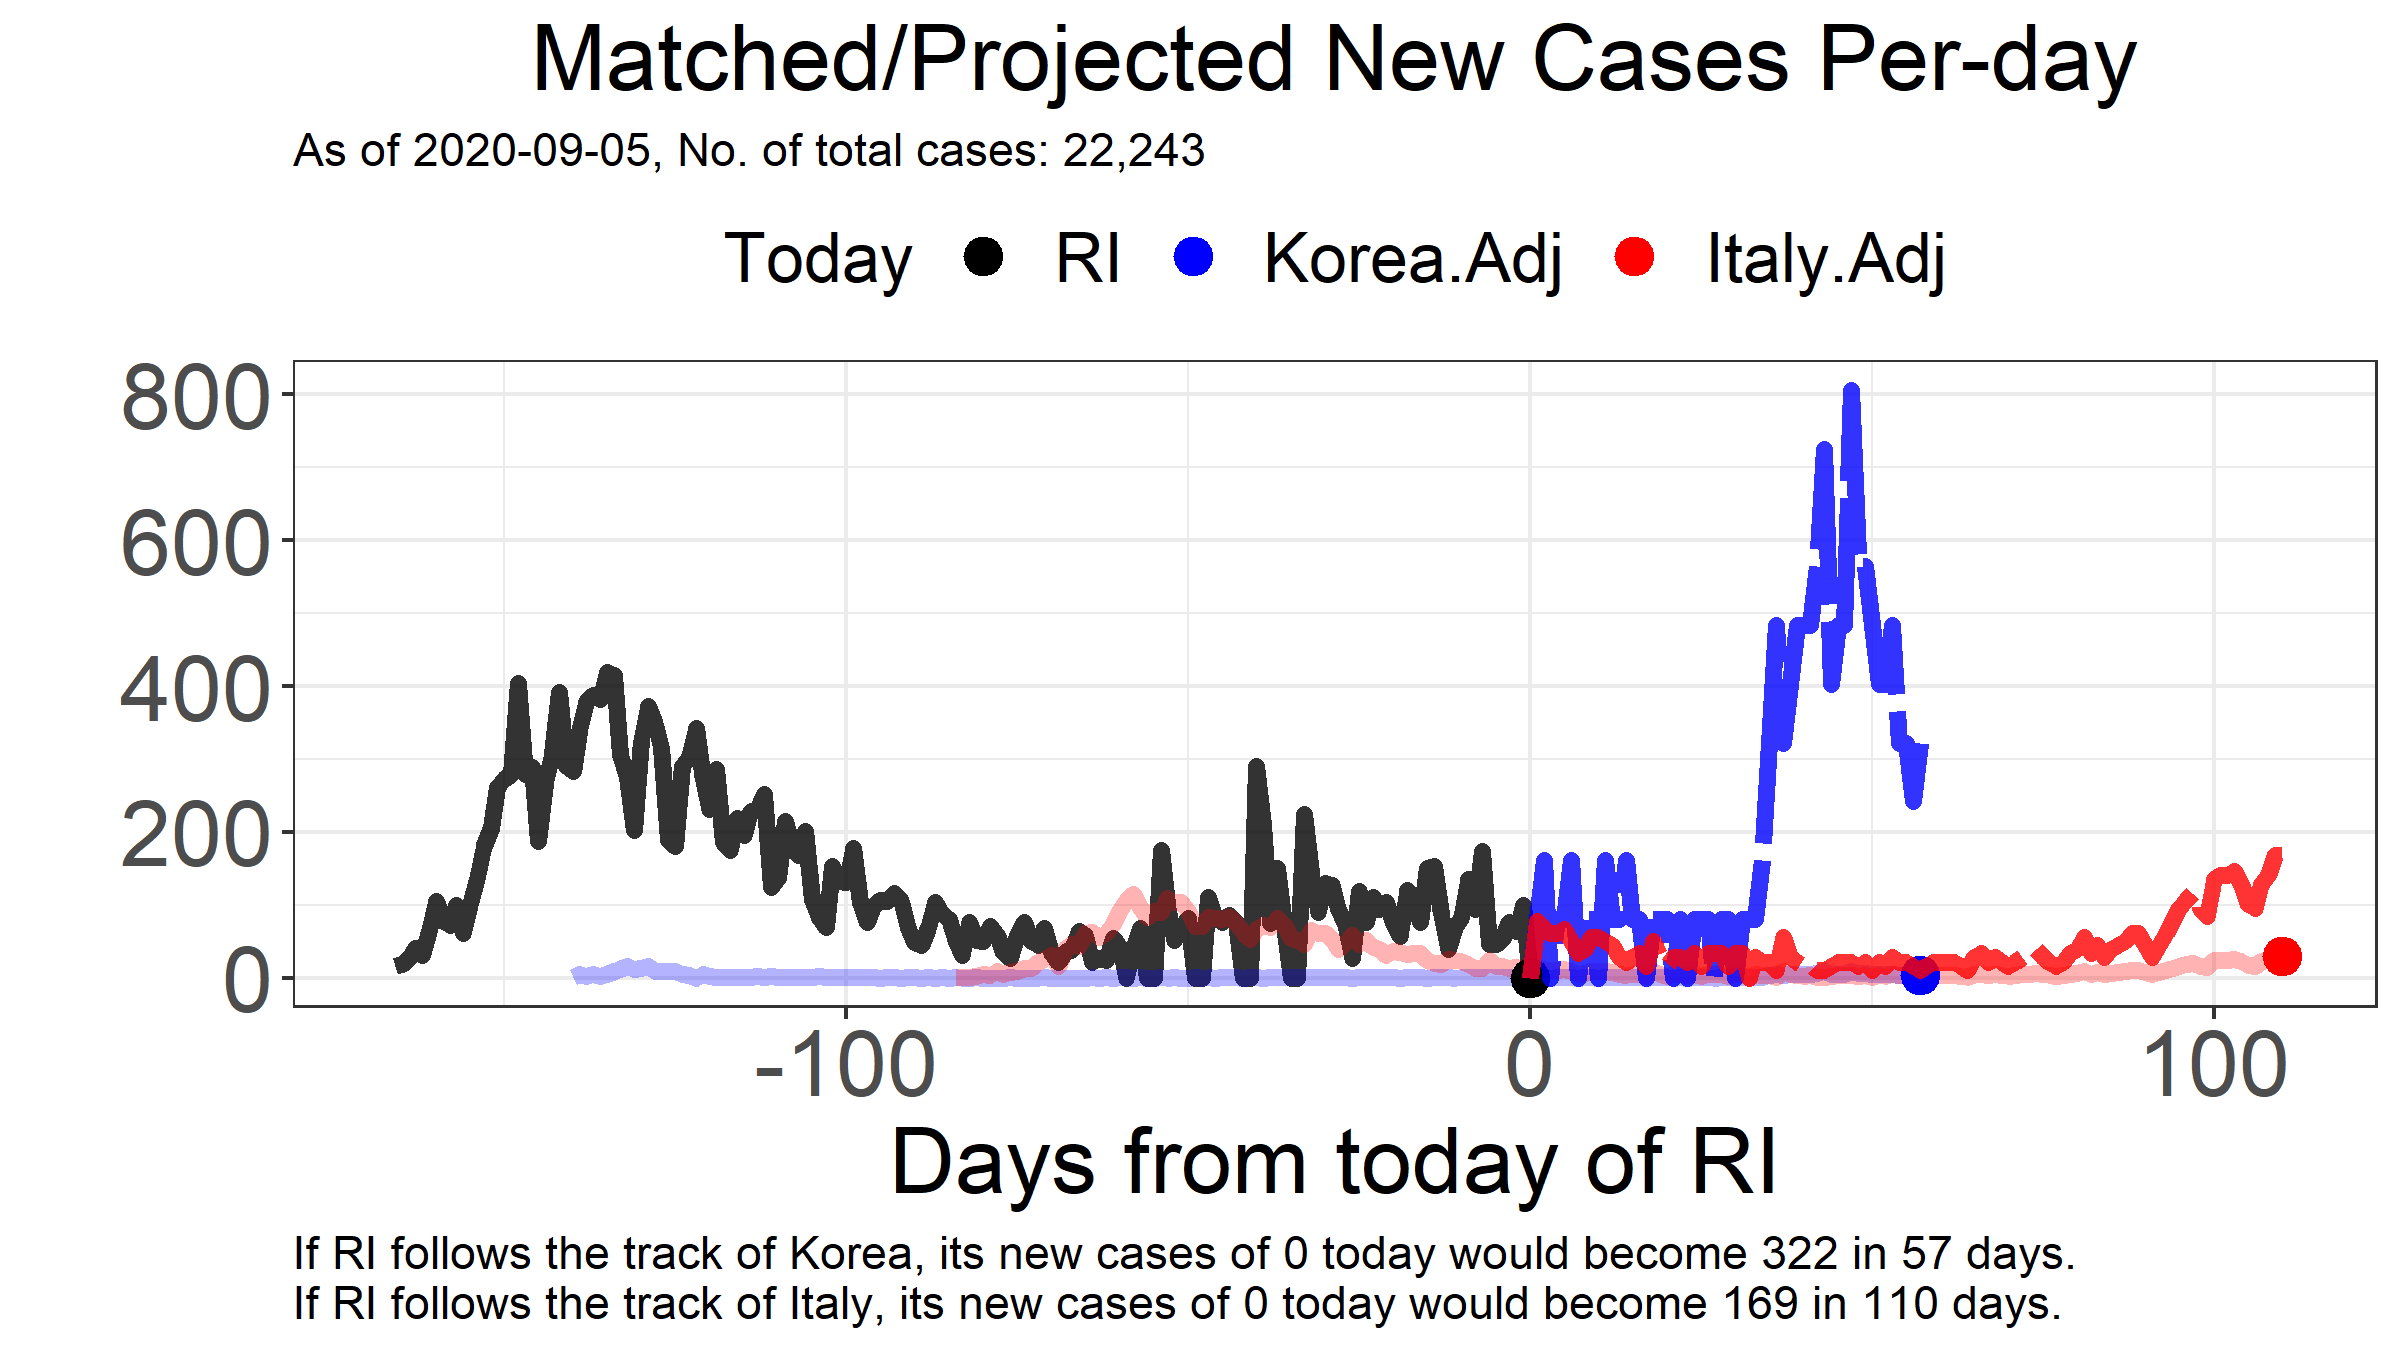 Matched/Projected New Cases Per-day
As of 2020-09-05, No. of total cases: 22,243
Today RI Korea.Adj Italy.Adj
800
600
400
200
0
-100 0 100
Days from today of RI
If RI follows the track of Korea, its new cases of 0 today would become 322 in 57 days.
If RI follows the track of Italy, its new cases of 0 today would become 169 in 110 days.